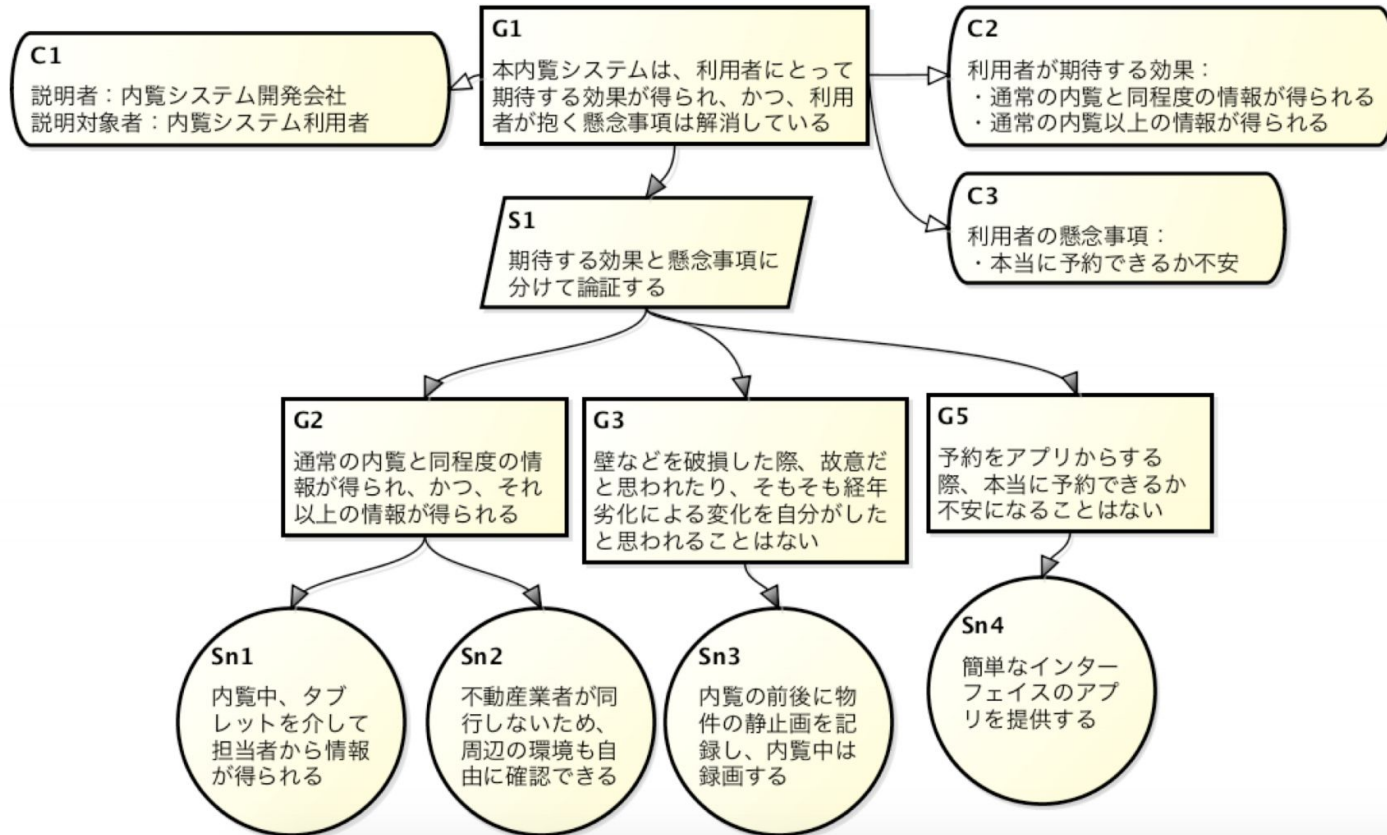 C1
説明者：内覧システム開発会社
説明対象者：内覧システム利用者
G1
本内覧システムは、利用者にとって
期待する効果が得られ、かつ、利用
者が抱く懸念事項は解消している
C2
利用者が期待する効果：
・通常の内覧と同程度の情報が得られる
・通常の内覧以上の情報が得られる
C3
利用者の懸念事項：
・本当に予約できるか不安
S1
期待する効果と懸念事項に
分けて論証する
G2
通常の内覧と同程度の情
報が得られ、かつ、それ
以上の情報が得られる
G3
壁などを破損した際、故意だ
と思われたり、そもそも経年
劣化による変化を自分がした
と思われることはない
G5
予約をアプリからする
際、本当に予約できるか
不安になることはない
Sn1
内覧中、タブ
レットを介して
担当者から情報
が得られる
Sn2
不動産業者が同
行しないため、
周辺の環境も自
由に確認できる
Sn3
内覧の前後に物
件の静止画を記
録し、内覧中は
録画する
Sn4
簡単なインター
フェイスのアプ
リを提供する